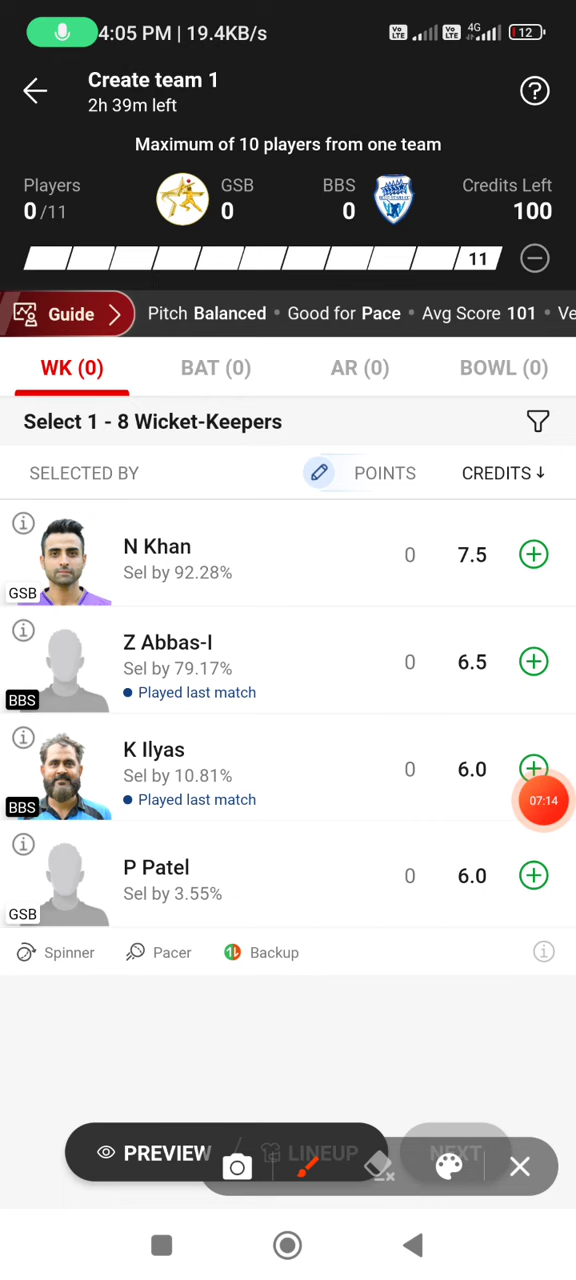 4:05 PM | 19.4KB/s Vo LTE Vo LTE 4G 12
Create team 1
2h 39m left
Maximum of 10 players from one team
Players GSB BBS Credits Left
0/11 0 0 100
11
Guide Pitch Balanced • Good for Pace • Avg Score 101 • Ve
WK (0) BAT (0) AR (0) BOWL (0)
Select 1 - 8 Wicket-Keepers
SELECTED BY POINTS CREDITS ↓
N Khan
Sel by 92.28%
0 7.5
GSB
Z Abbas-I
Sel by 79.17%
0 6.5
• Played last match
BBS
K Ilyas
Sel by 10.81%
0 6.0
• Played last match
07:14
BBS
P Patel
Sel by 3.55%
0 6.0
GSB
Spinner Pacer Backup
PREVIEW LINEUP NEXT